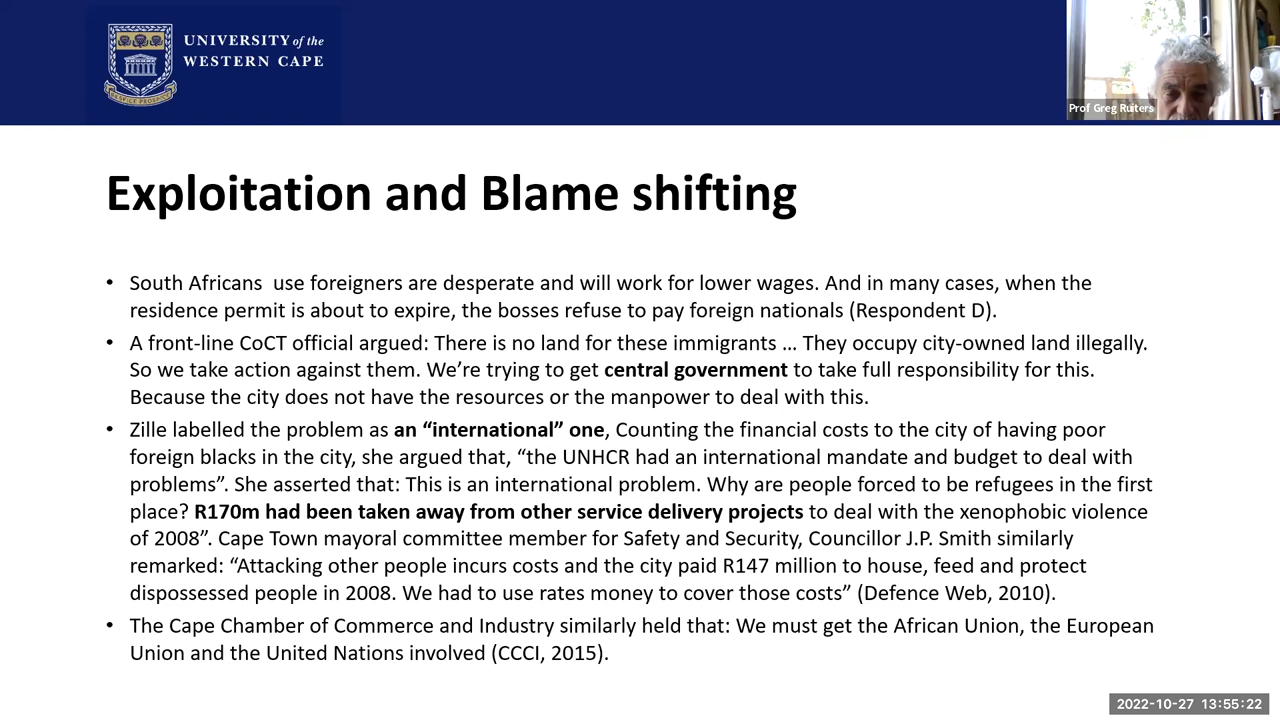 UNIVERSITY of the
WESTERN CAPE
Prof Greg Ruiters
Exploitation and Blame shifting
• South Africans  use foreigners are desperate and will work for lower wages. And in many cases, when the
residence permit is about to expire, the bosses refuse to pay foreign nationals (Respondent D).
• A front-line CoCT official argued: There is no land for these immigrants … They occupy city-owned land illegally.
So we take action against them. We’re trying to get central government to take full responsibility for this.
Because the city does not have the resources or the manpower to deal with this.
• Zille labelled the problem as an “international” one, Counting the financial costs to the city of having poor
foreign blacks in the city, she argued that, “the UNHCR had an international mandate and budget to deal with
problems”. She asserted that: This is an international problem. Why are people forced to be refugees in the first
place? R170m had been taken away from other service delivery projects to deal with the xenophobic violence
of 2008”. Cape Town mayoral committee member for Safety and Security, Councillor J.P. Smith similarly
remarked: “Attacking other people incurs costs and the city paid R147 million to house, feed and protect
dispossessed people in 2008. We had to use rates money to cover those costs” (Defence Web, 2010).
• The Cape Chamber of Commerce and Industry similarly held that: We must get the African Union, the European
Union and the United Nations involved (CCCI, 2015).
2022-10-27 13:55:22